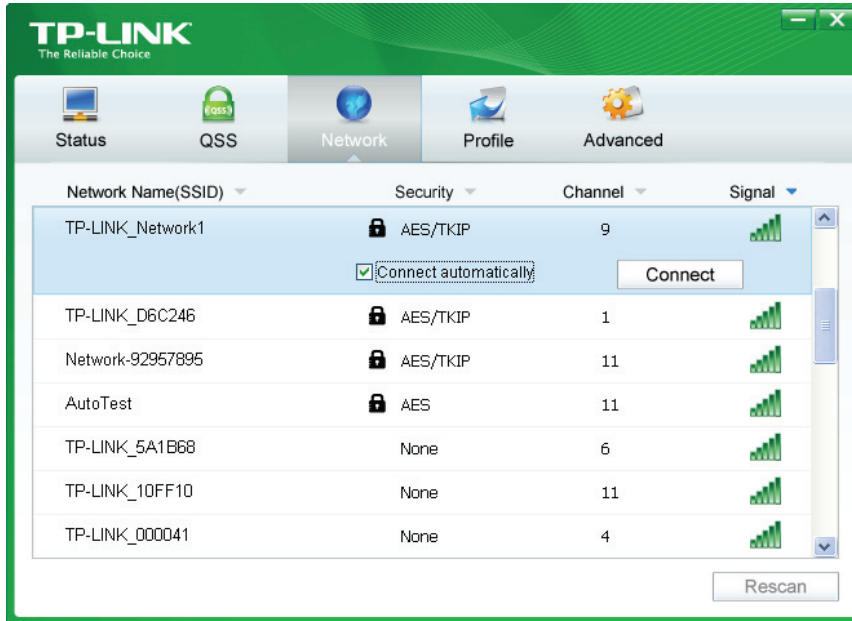 TP-LINK
The Reliable Choice
Status QSS Network Profile Advanced
Network Name(SSID) Security Channel Signal
TP-LINK_Network1 AES/TKIP 9
Connect automatically Connect
TP-LINK_D6C246 AES/TKIP 1
Network-92957895 AES/TKIP 11
AutoTest AES 11
TP-LINK_5A1B68 None 6
TP-LINK_10FF10 None 11
TP-LINK_000041 None 4
Rescan